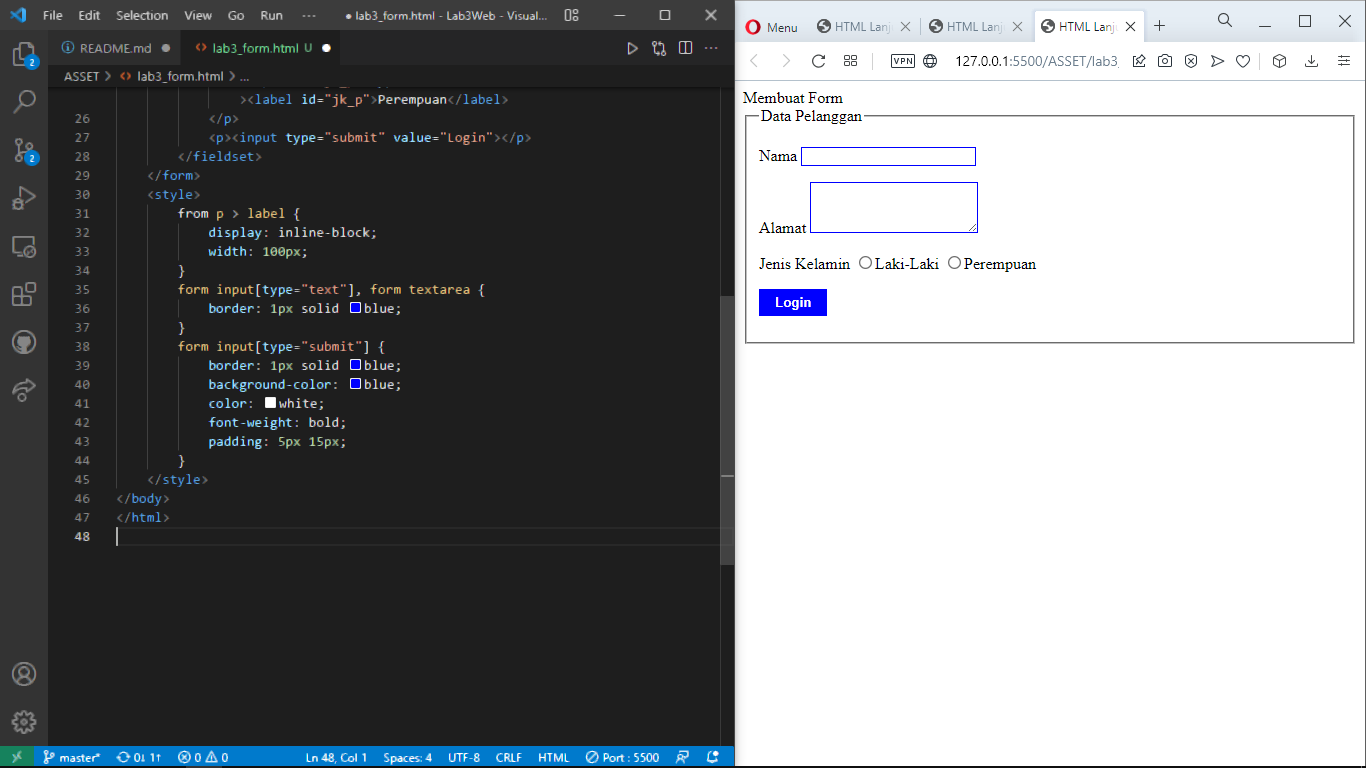 File Edit Selection View Go Run ··· ● lab3_form.html - Lab3Web - Visual...
README.md ● lab3_form.html U ●
ASSET > lab3_form.html > ...
><label id="jk_p">Perempuan</label>
26 </p>
27 <p><input type="submit" value="Login"></p>
28 </fieldset>
29 </form>
30 <style>
31 from p > label {
32 display: inline-block;
33 width: 100px;
34 }
35 form input[type="text"], form textarea {
36 border: 1px solid blue;
37 }
38 form input[type="submit"] {
39 border: 1px solid blue;
40 background-color: blue;
41 color: white;
42 font-weight: bold;
43 padding: 5px 15px;
44 }
45 </style>
46 </body>
47 </html>
48
2
2
master* 0↓ 1↑ 0 0 Ln 48, Col 1 Spaces: 4 UTF-8 CRLF HTML Port : 5500
Menu HTML Lanj HTML Lanj HTML Lanj
VPN 127.0.0.1:5500/ASSET/lab3_
Membuat Form
Data Pelanggan
Nama
Alamat
Jenis Kelamin Laki-Laki Perempuan
Login